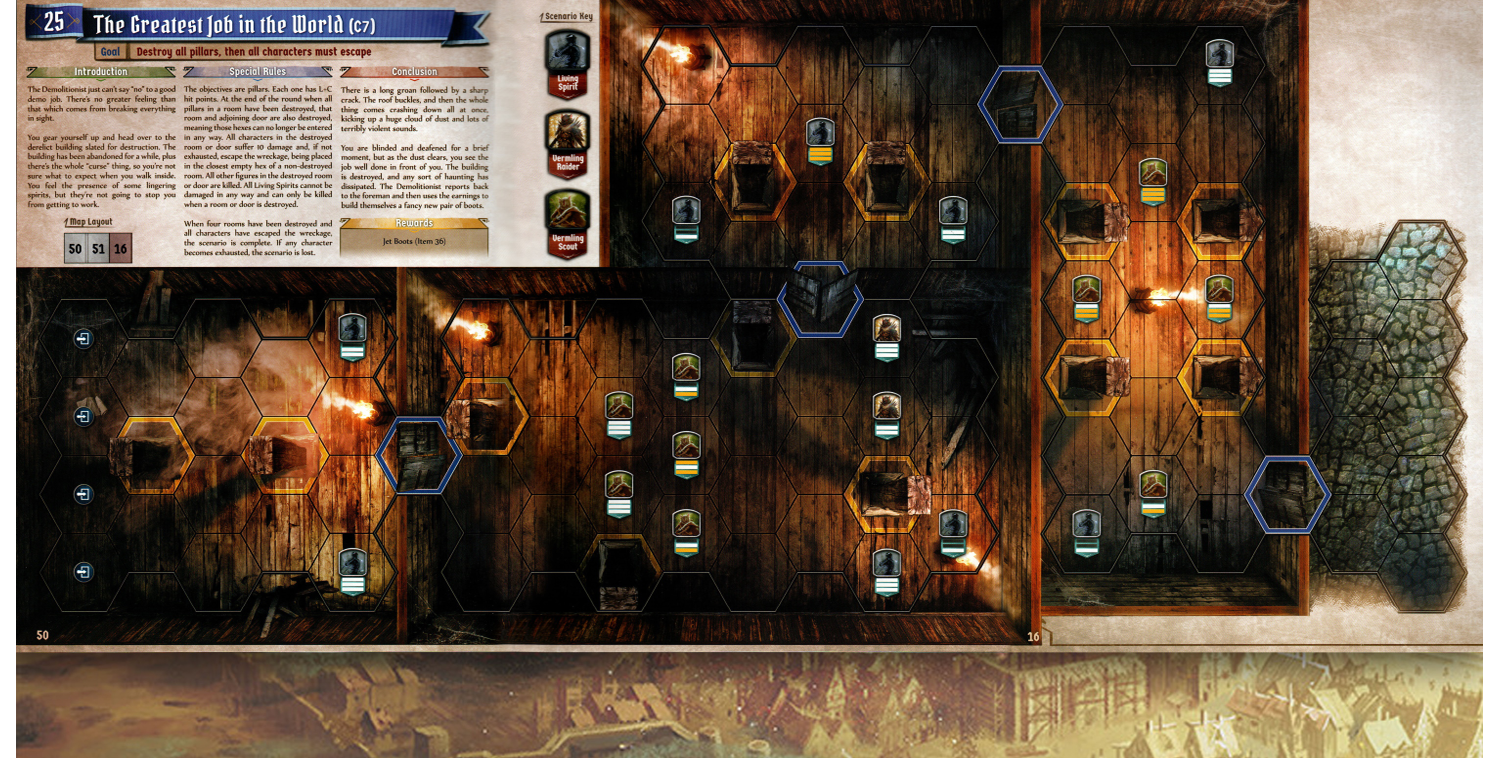 25 The Greatest Job in the World (C7)
Goal Destroy all pillars, then all characters must escape
Introduction
The Demolitionist just can't say "no" to a good
demo job. There's no greater feeling than
that which comes from breaking everything
in sight.
You gear yourself up and head over to the
derelict building slated for destruction. The
building has been abandoned for a while, plus
there's the whole "curse" thing, so you're not
sure what to expect when you walk inside.
You feel the presence of some lingering
spirits, but they're not going to stop you
from getting to work.
Map Layout
50 51 16
Special Rules
The objectives are pillars. Each one has L+C
hit points. At the end of the round when all
pillars in a room have been destroyed, that
room and adjoining door are also destroyed,
meaning those hexes can no longer be entered
in any way. All characters in the destroyed
room or door suffer 10 damage and, if not
exhausted, escape the wreckage, being placed
in the closest empty hex of a non-destroyed
room. All other figures in the destroyed room
or door are killed. All Living Spirits cannot be
damaged in any way and can only be killed
when a room or door is destroyed.
When four rooms have been destroyed and
all characters have escaped the wreckage,
the scenario is complete. If any character
becomes exhausted, the scenario is lost.
Conclusion
There is a long groan followed by a sharp
crack. The roof buckles, and then the whole
thing comes crashing down all at once,
kicking up a huge cloud of dust and lots of
terribly violent sounds.
You are blinded and deafened for a brief
moment, but as the dust clears, you see the
job well done in front of you. The building
is destroyed, and any sort of haunting has
dissipated. The Demolitionist reports back
to the foreman and then uses the earnings to
build themselves a fancy new pair of boots.
Rewards
Jet Boots (Item 36)
Scenario Key
Living
Spirit
Vermling
Raider
Vermling
Scout
50
16